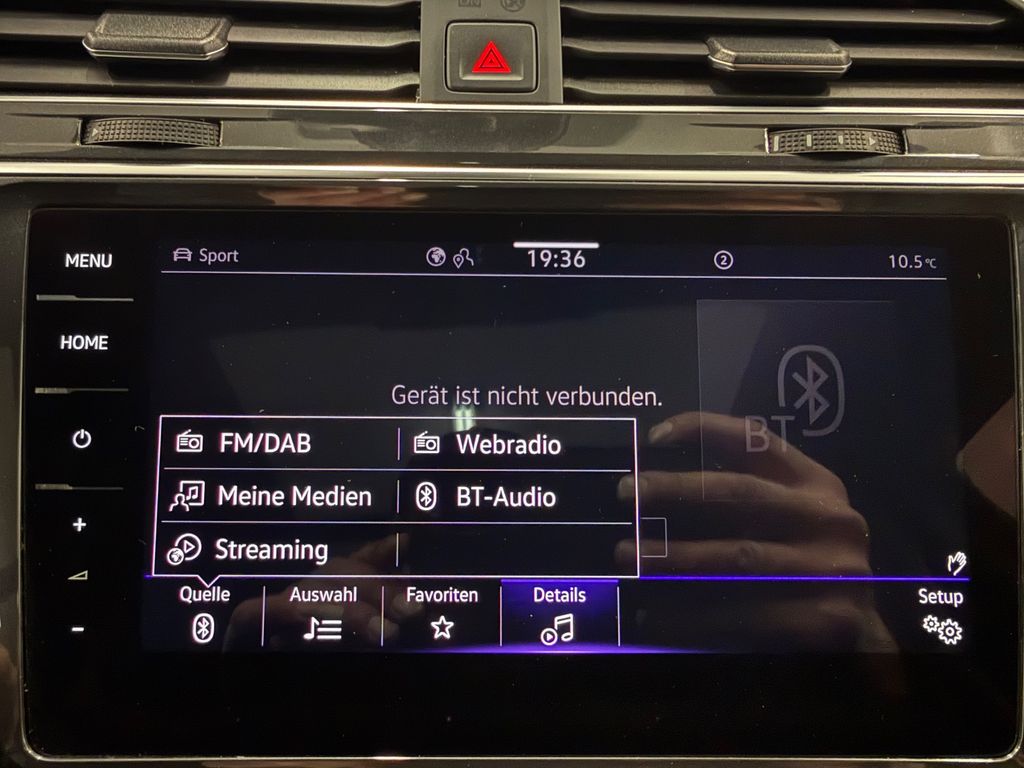 MENU
Sport
19:36
2
10.5°C
HOME
Gerät ist nicht verbunden.
BT
FM/DAB
Webradio
Meine Medien
BT-Audio
Streaming
+
-
Quelle
Auswahl
Favoriten
Details
Setup